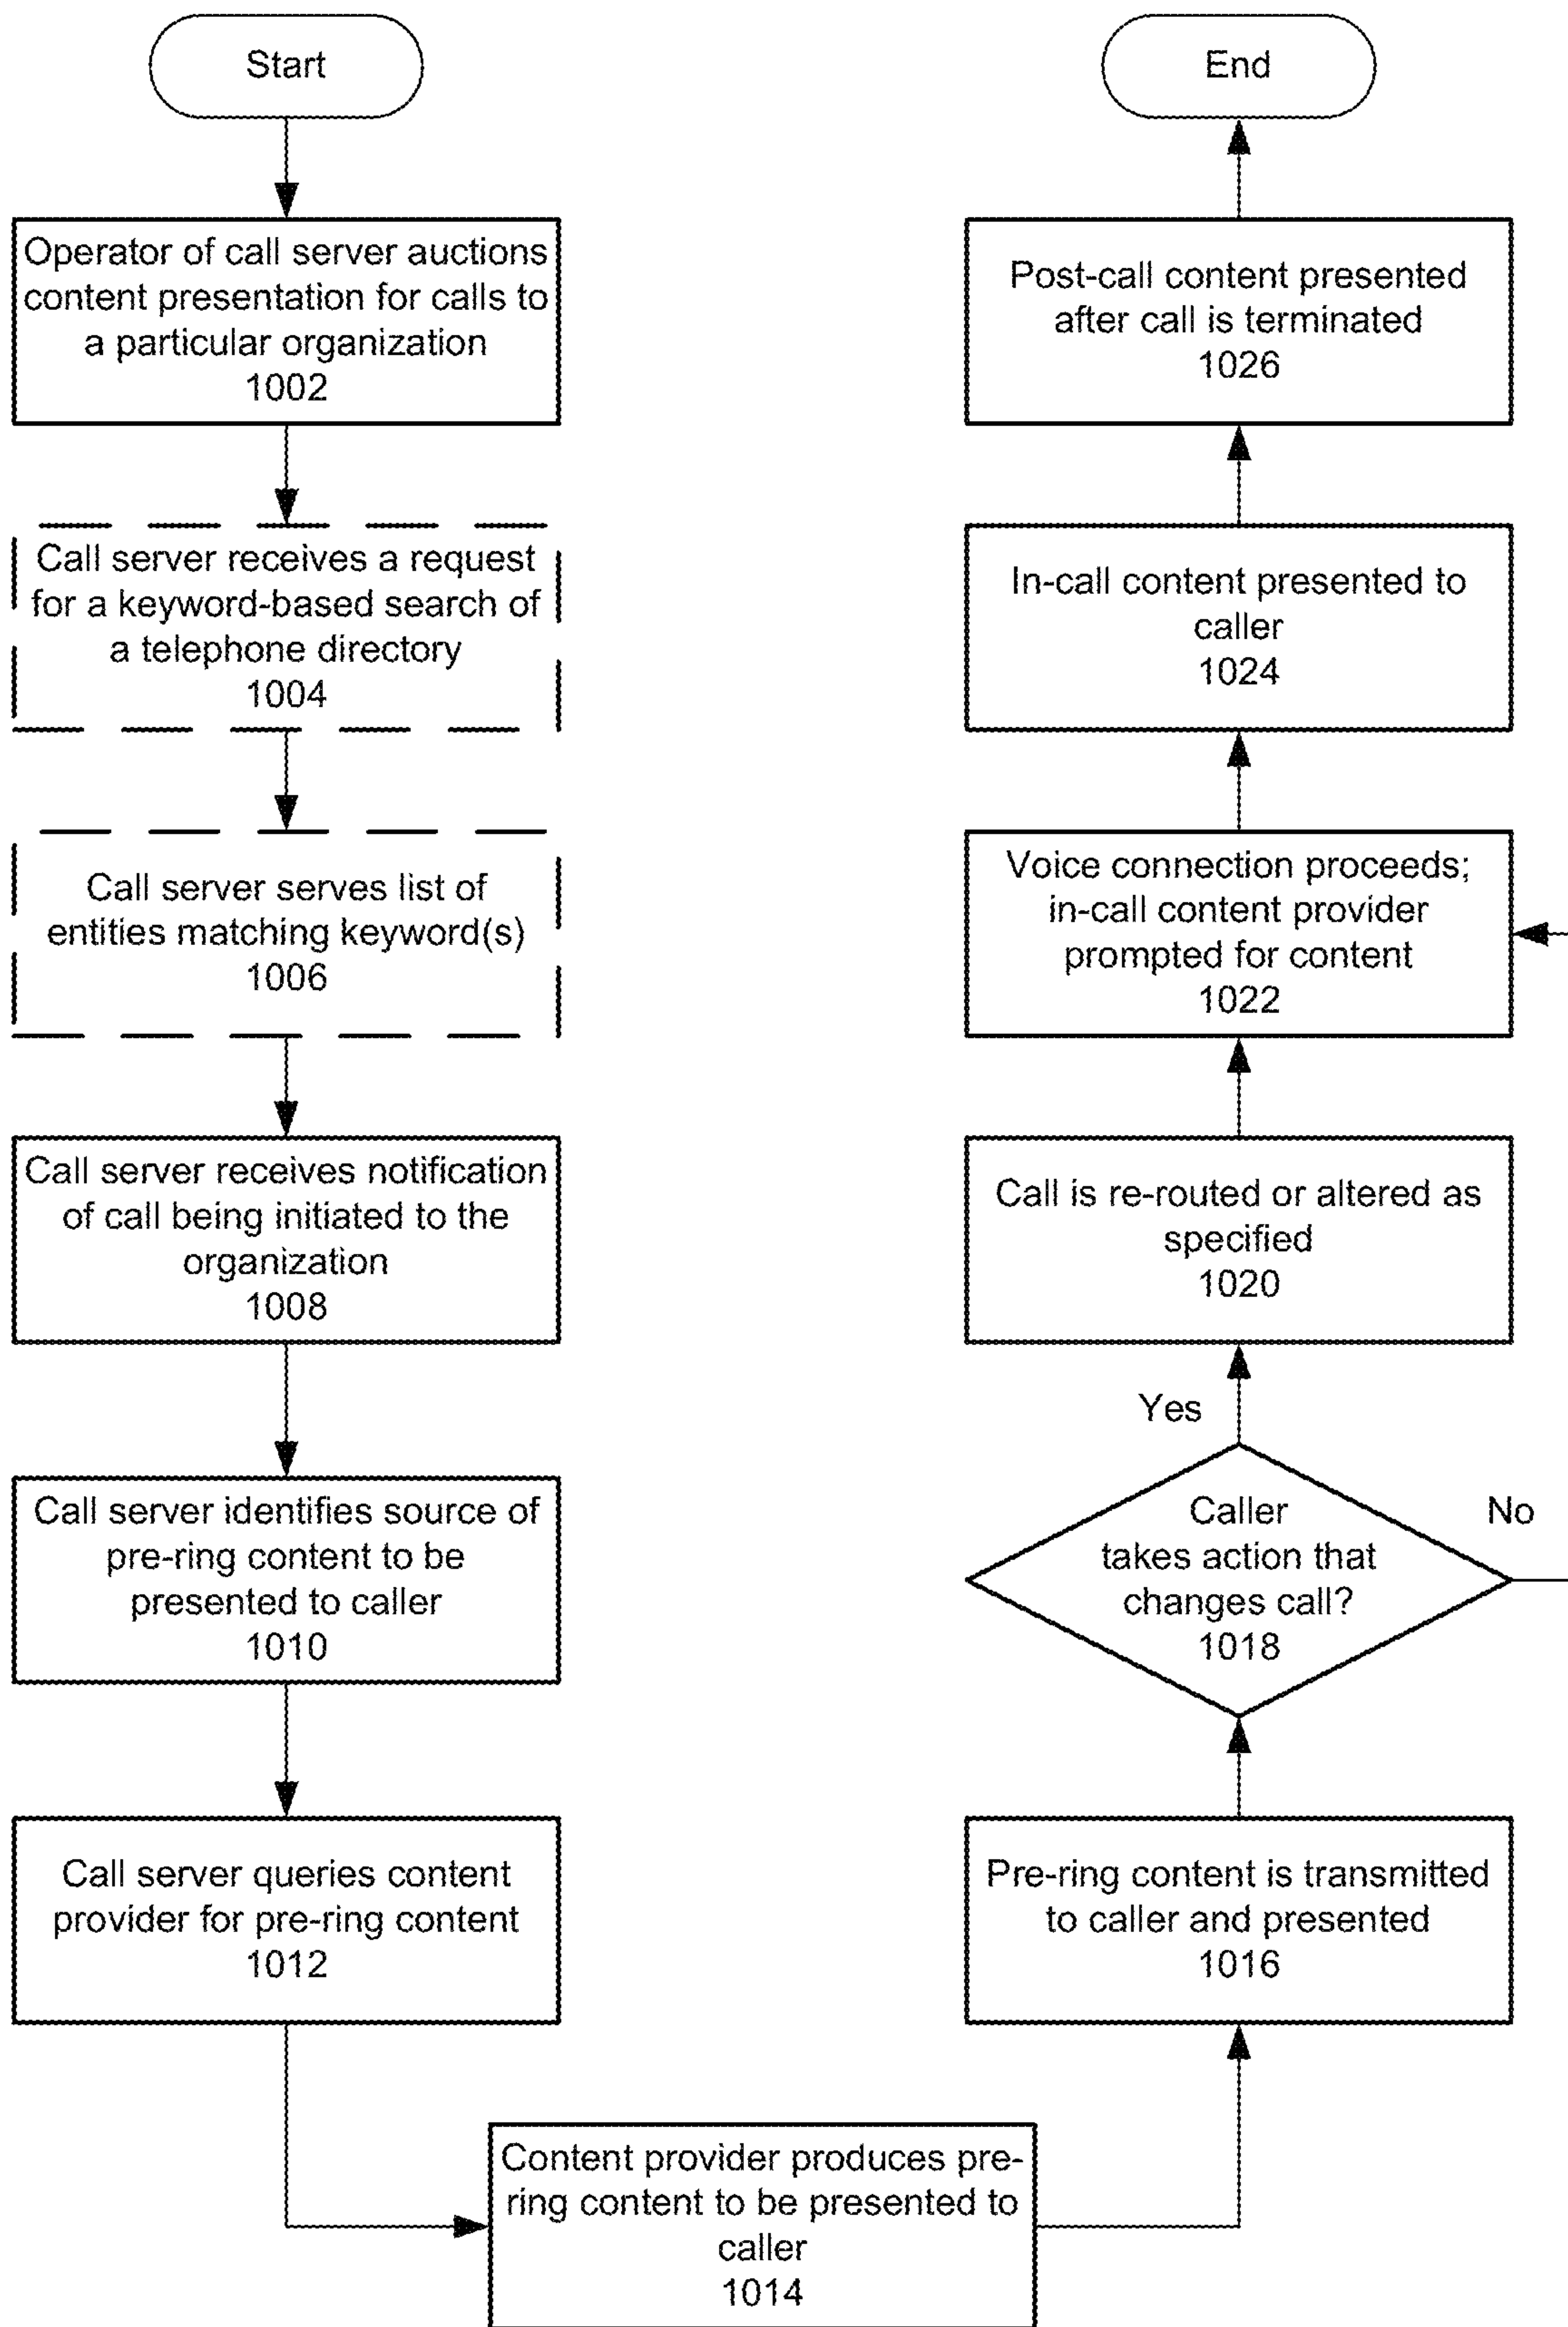 Start
Operator of call server auctions
content presentation for calls to
a particular organization
1002
Call server receives a request
for a keyword-based search of
a telephone directory
1004
Call server serves list of
entities matching keyword(s)
1006
Call server receives notification
of call being initiated to the
organization
1008
Call server identifies source of
pre-ring content to be
presented to caller
1010
Call server queries content
provider for pre-ring content
1012
Content provider produces pre-
ring content to be presented to
caller
1014
Pre-ring content is transmitted
to caller and presented
1016
Caller
takes action that
changes call?
1018
Yes
No
Call is re-routed or altered as
specified
1020
Voice connection proceeds;
in-call content provider
prompted for content
1022
In-call content presented to
caller
1024
Post-call content presented
after call is terminated
1026
End